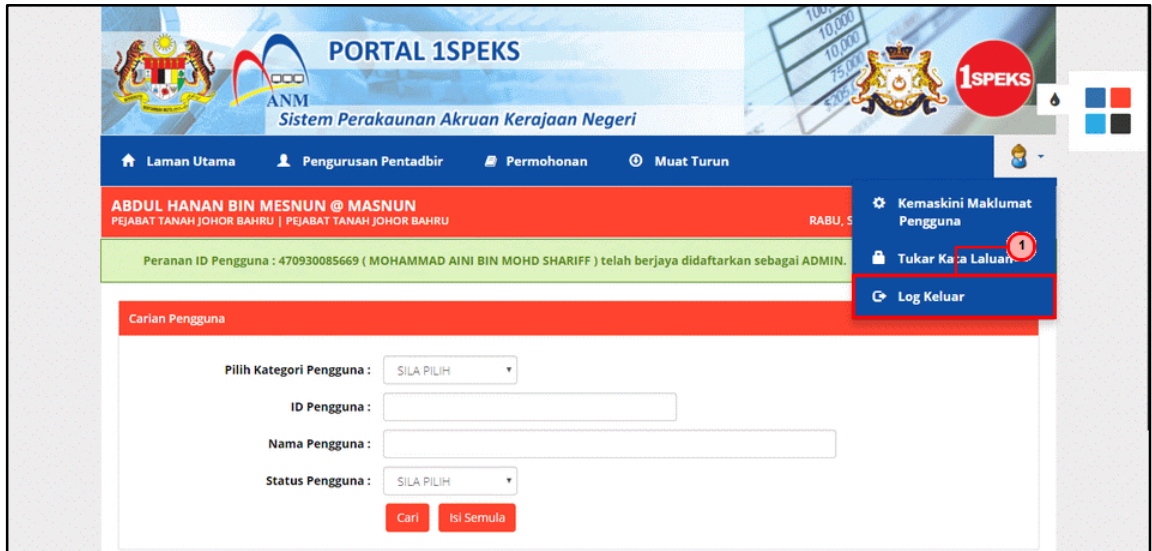 PORTAL 1SPEKS
ANM
Sistem Perakaunan Akruan Kerajaan Negeri
1SPEKS
Laman Utama Pengurusan Pentadbir Permohonan Muat Turun
ABDUL HANAN BIN MESNUN @ MASNUN
PEJABAT TANAH JOHOR BAHRU | PEJABAT TANAH JOHOR BAHRU
RABU, S
Kemaskini Maklumat
Pengguna
1
Tukar Kata Laluan
Log Keluar
Peranan ID Pengguna : 470930085669 ( MOHAMMAD AINI BIN MOHD SHARIFF ) telah berjaya didaftarkan sebagai ADMIN.
Carian Pengguna
Pilih Kategori Pengguna : SILA PILIH
ID Pengguna :
Nama Pengguna :
Status Pengguna : SILA PILIH
Cari Isi Semula